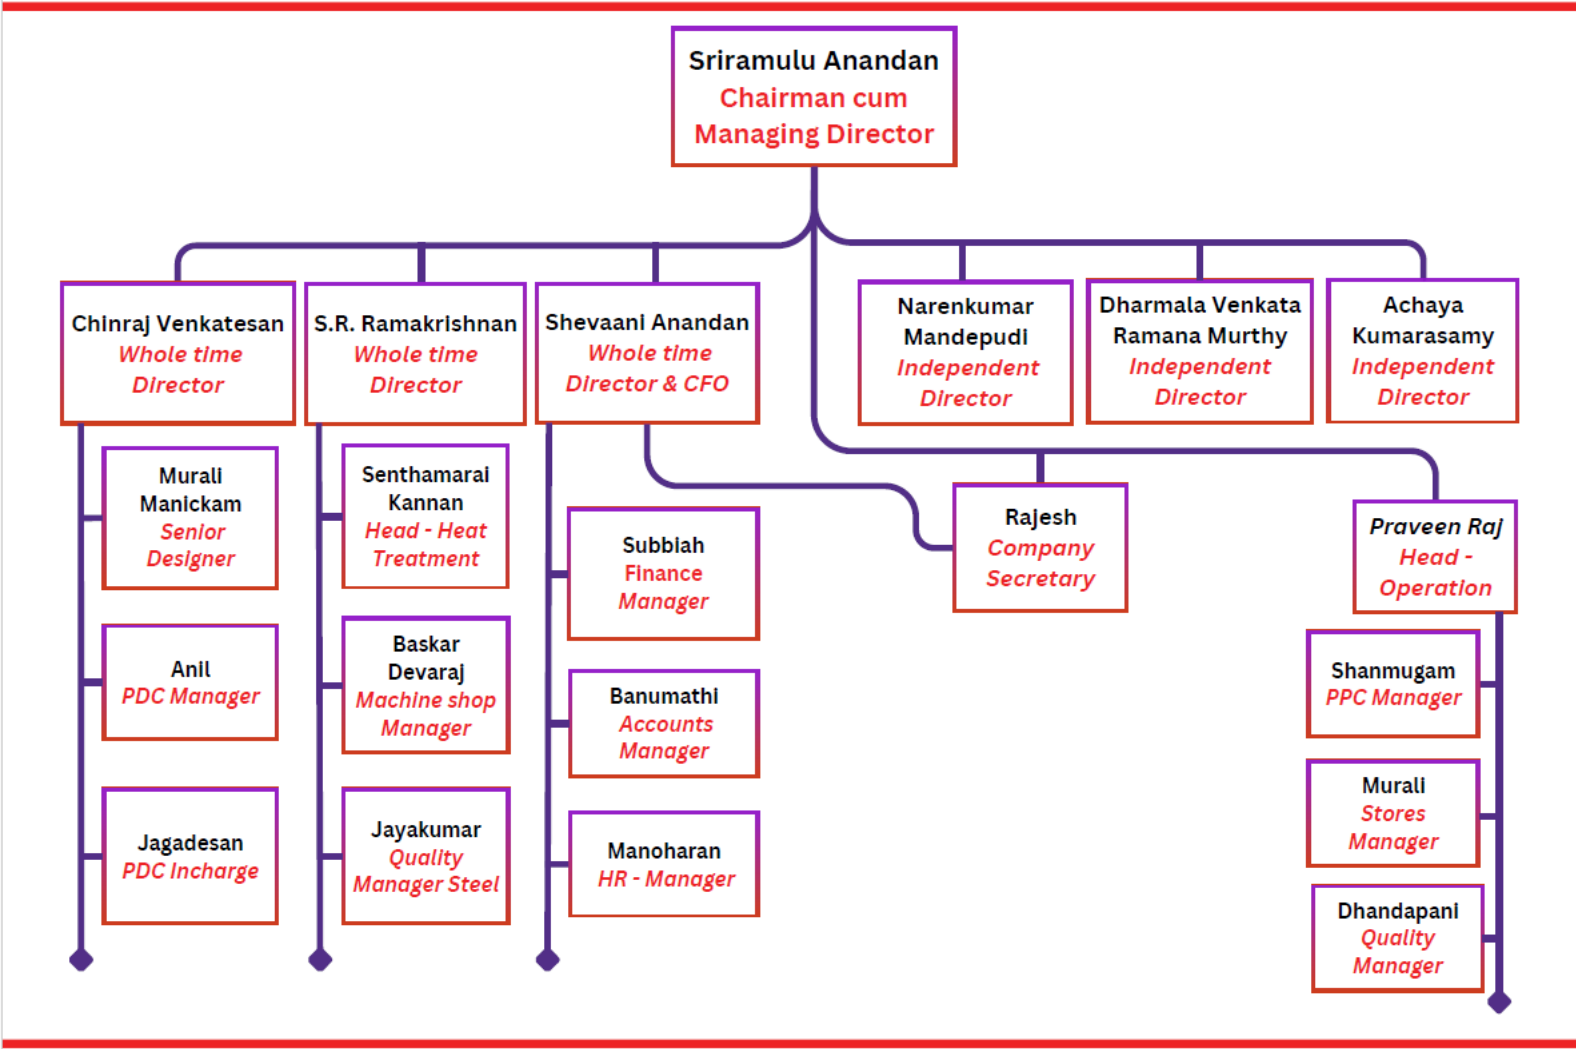 Sriramulu Anandan
Chairman cum
Managing Director
Chinraj Venkatesan
Whole time
Director
S.R. Ramakrishnan
Whole time
Director
Shevaani Anandan
Whole time
Director & CFO
Narenkumar
Mandepudi
Independent
Director
Dharmala Venkata
Ramana Murthy
Independent
Director
Achaya
Kumarasamy
Independent
Director
Murali
Manickam
Senior
Designer
Anil
PDC Manager
Jagadesan
PDC Incharge
Senthamarai
Kannan
Head - Heat
Treatment
Baskar
Devaraj
Machine shop
Manager
Jayakumar
Quality
Manager Steel
Subbiah
Finance
Manager
Banumathi
Accounts
Manager
Manoharan
HR - Manager
Rajesh
Company
Secretary
Praveen Raj
Head -
Operation
Shanmugam
PPC Manager
Murali
Stores
Manager
Dhandapani
Quality
Manager